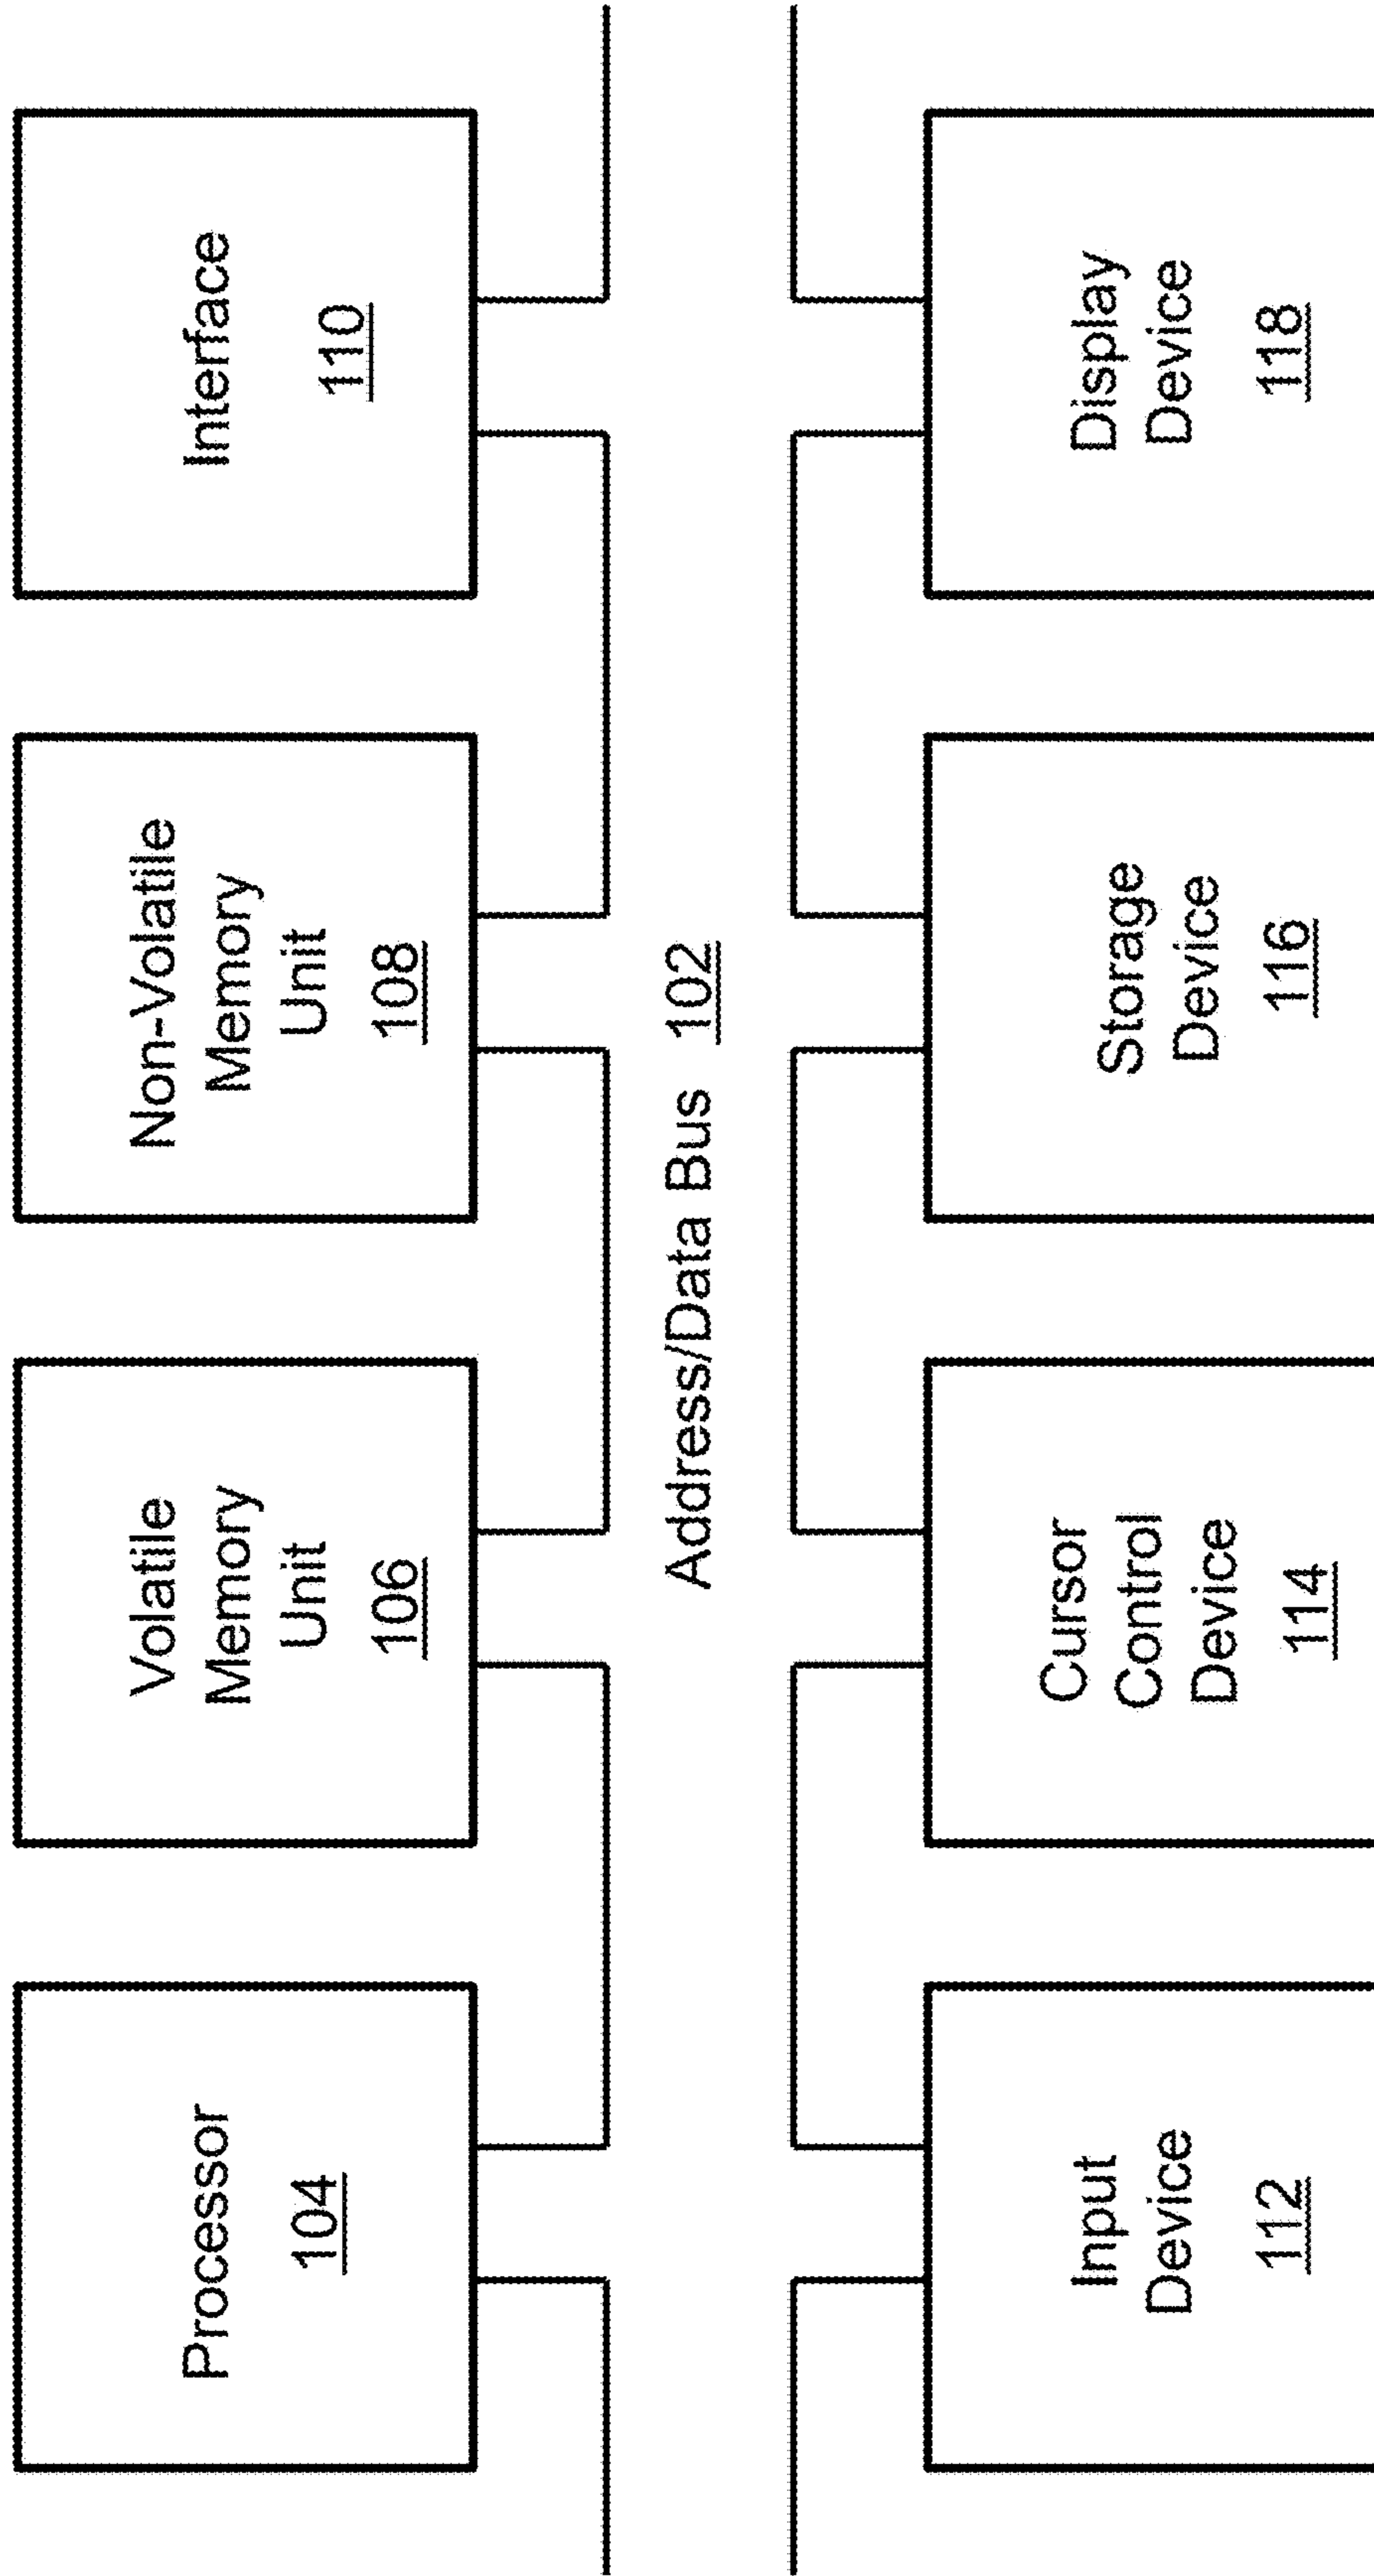 Processor
104
Volatile
Memory
Unit
106
Non-Volatile
Memory
Unit
108
Interface
110
Address/Data Bus 102
Input
Device
112
Cursor
Control
Device
114
Storage
Device
116
Display
Device
118